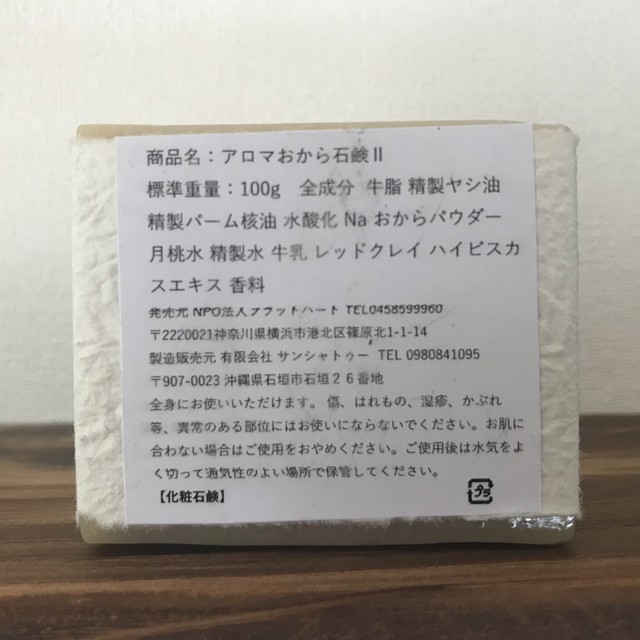 商品名：アロマおから石鹸Ⅱ
標準重量：100g　全成分　牛脂 精製ヤシ油
精製パーム核油 水酸化 Na おからパウダー
月桃水 精製水 牛乳 レッドクレイ ハイビスカ
スエキス 香料
発売元 NPO法人フラットハート TEL0458599960
〒2220021神奈川県横浜市港北区篠原北1-1-14
製造販売元 有限会社 サンシャトゥー　TEL 0980841095
〒907-0023 沖縄県石垣市石垣２６番地
全身にお使いいただけます。 傷、はれもの、湿疹、かぶれ
等、異常のある部位にはお使いにならないでください。お肌に
合わない場合はご使用をおやめください。ご使用後は水気をよ
く切って通気性のよい場所で保管してください。
【化粧石鹸】
プラ